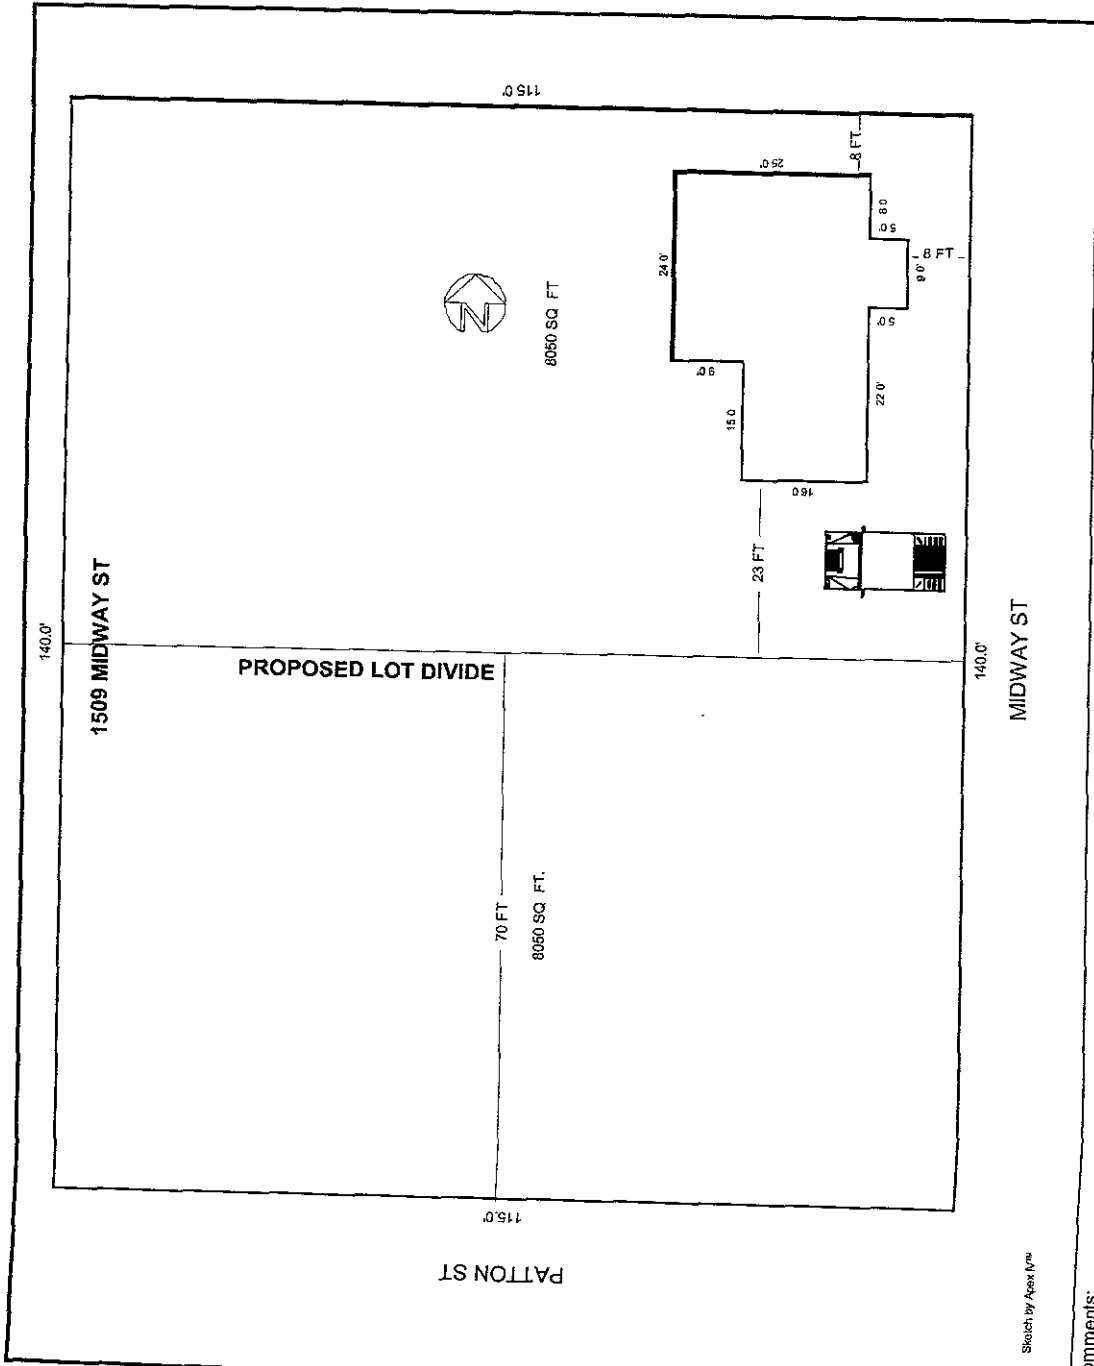 115.0'
140.0'
1509 MIDWAY ST
PROPOSED LOT DIVIDE
N
8050 SQ FT
25.0'
8 FT
24.0'
9.0'
15.0
16.0
22.0'
5.0'
9.0'
5.0'
8.0
8 FT
23 FT
70 FT
8050 SQ. FT.
140.0'
MIDWAY ST
115.0'
PATTON ST
Sketch by Apex IV™
omments: